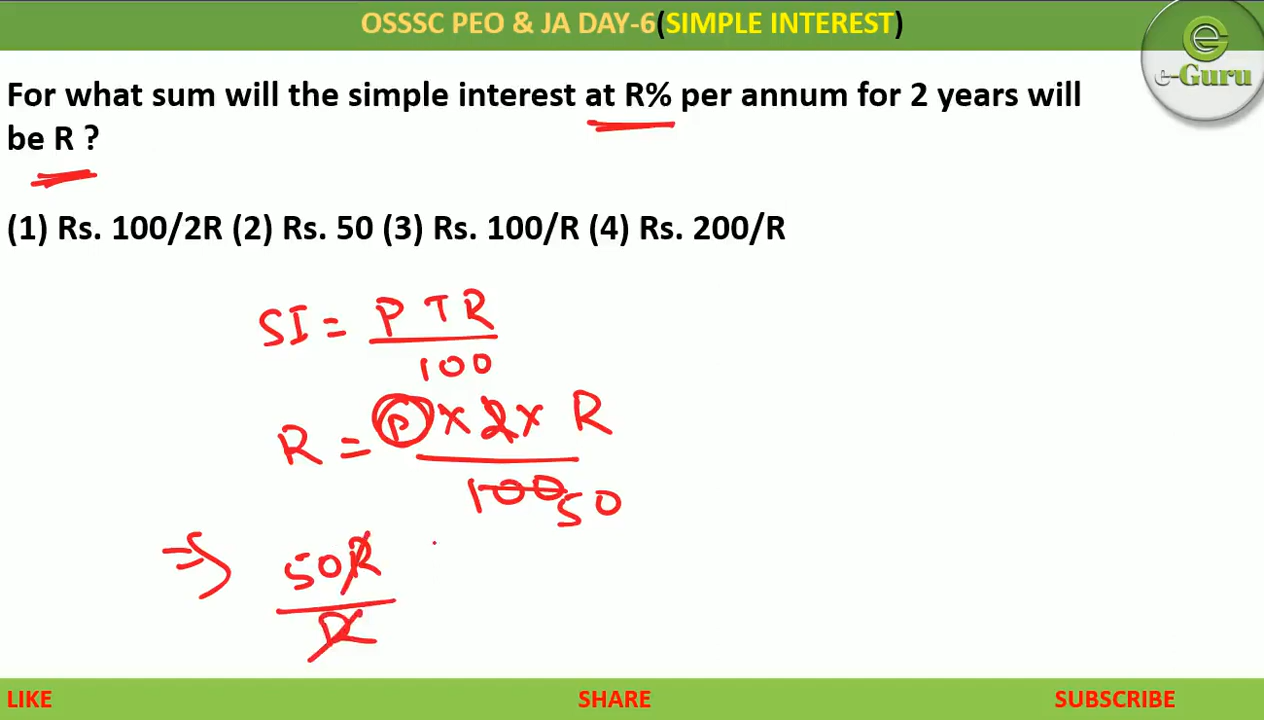 OSSSC PEO & JA DAY-6(SIMPLE INTEREST)
e-Guru
For what sum will the simple interest at R% per annum for 2 years will
be R ?
(1) Rs. 100/2R (2) Rs. 50 (3) Rs. 100/R (4) Rs. 200/R
SI = P T R
100
R = P × 2 × R
100 50
⇒ 50R
R
LIKE SHARE SUBSCRIBE